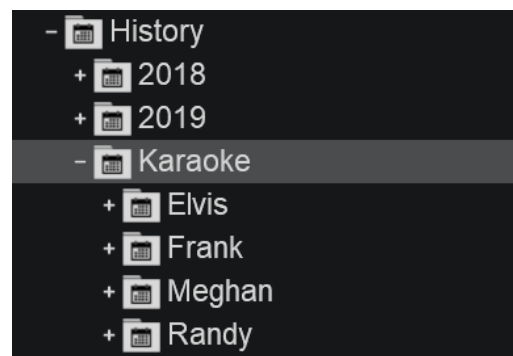 - History
+ 2018
+ 2019
- Karaoke
+ Elvis
+ Frank
+ Meghan
+ Randy